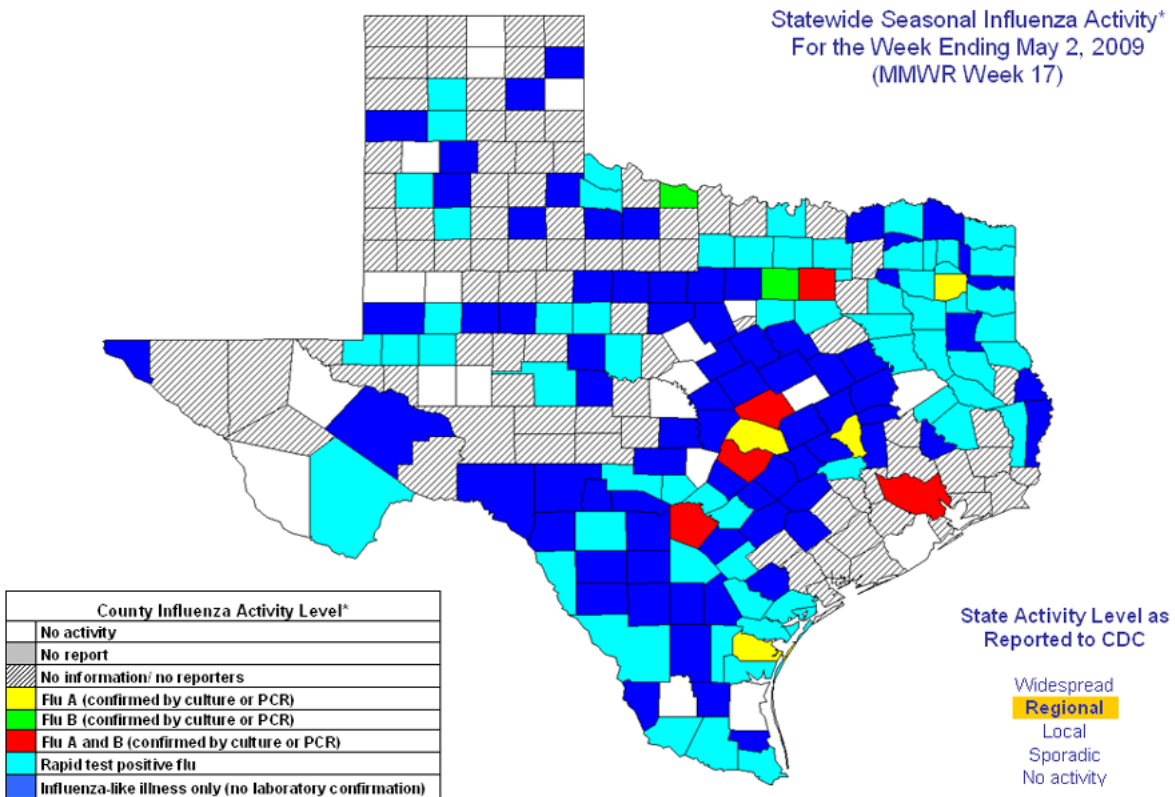 Statewide Seasonal Influenza Activity*
For the Week Ending May 2, 2009
(MMWR Week 17)
County Influenza Activity Level*
No activity
No report
No information/ no reporters
Flu A (confirmed by culture or PCR)
Flu B (confirmed by culture or PCR)
Flu A and B (confirmed by culture or PCR)
Rapid test positive flu
Influenza-like illness only (no laboratory confirmation)
State Activity Level as
Reported to CDC
Widespread
Regional
Local
Sporadic
No activity